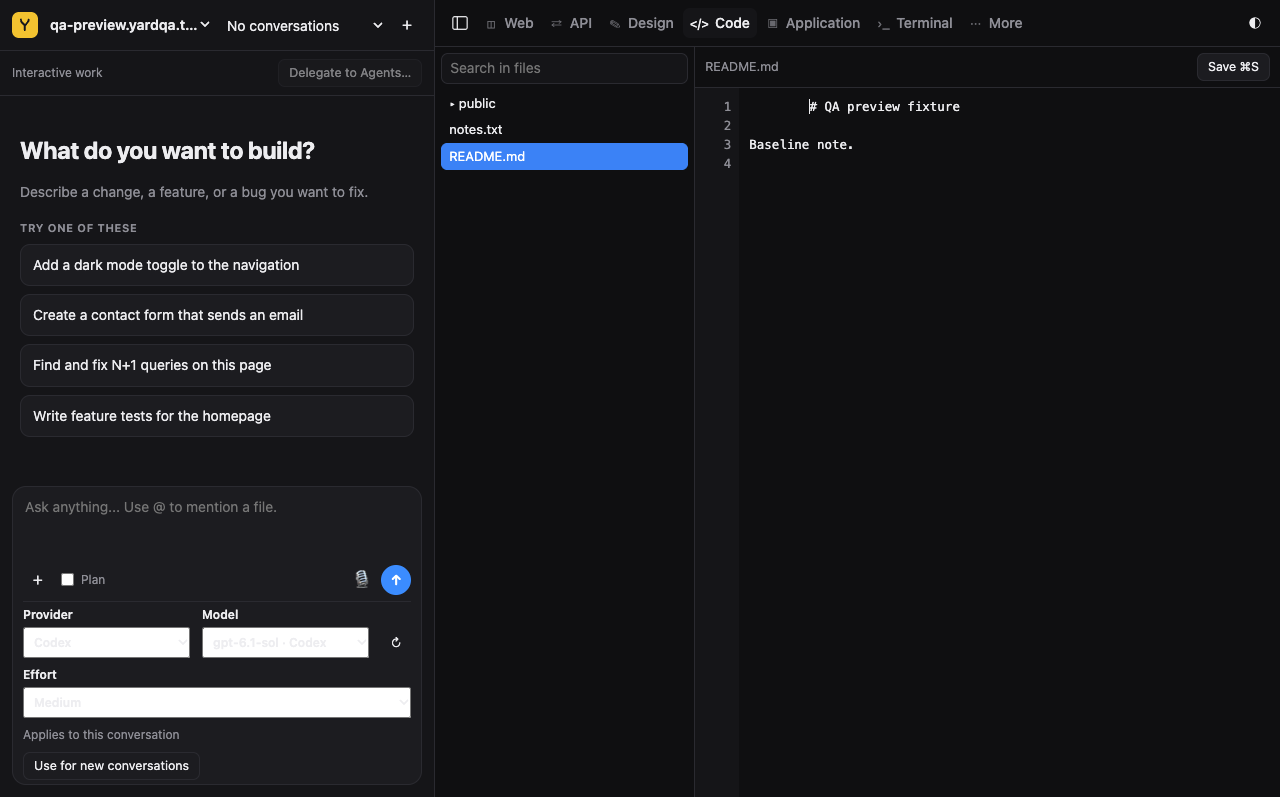 Y qa-preview.yardqa.t... No conversations +
Interactive work Delegate to Agents...
What do you want to build?
Describe a change, a feature, or a bug you want to fix.
TRY ONE OF THESE
Add a dark mode toggle to the navigation
Create a contact form that sends an email
Find and fix N+1 queries on this page
Write feature tests for the homepage
Ask anything... Use @ to mention a file.
+ Plan
Provider Model
Codex gpt-6.1-sol · Codex
Effort
Medium
Applies to this conversation
Use for new conversations
Web API Design </> Code Application >_ Terminal ··· More
Search in files
public
notes.txt
README.md
README.md Save ⌘S
1 # QA preview fixture
2
3 Baseline note.
4